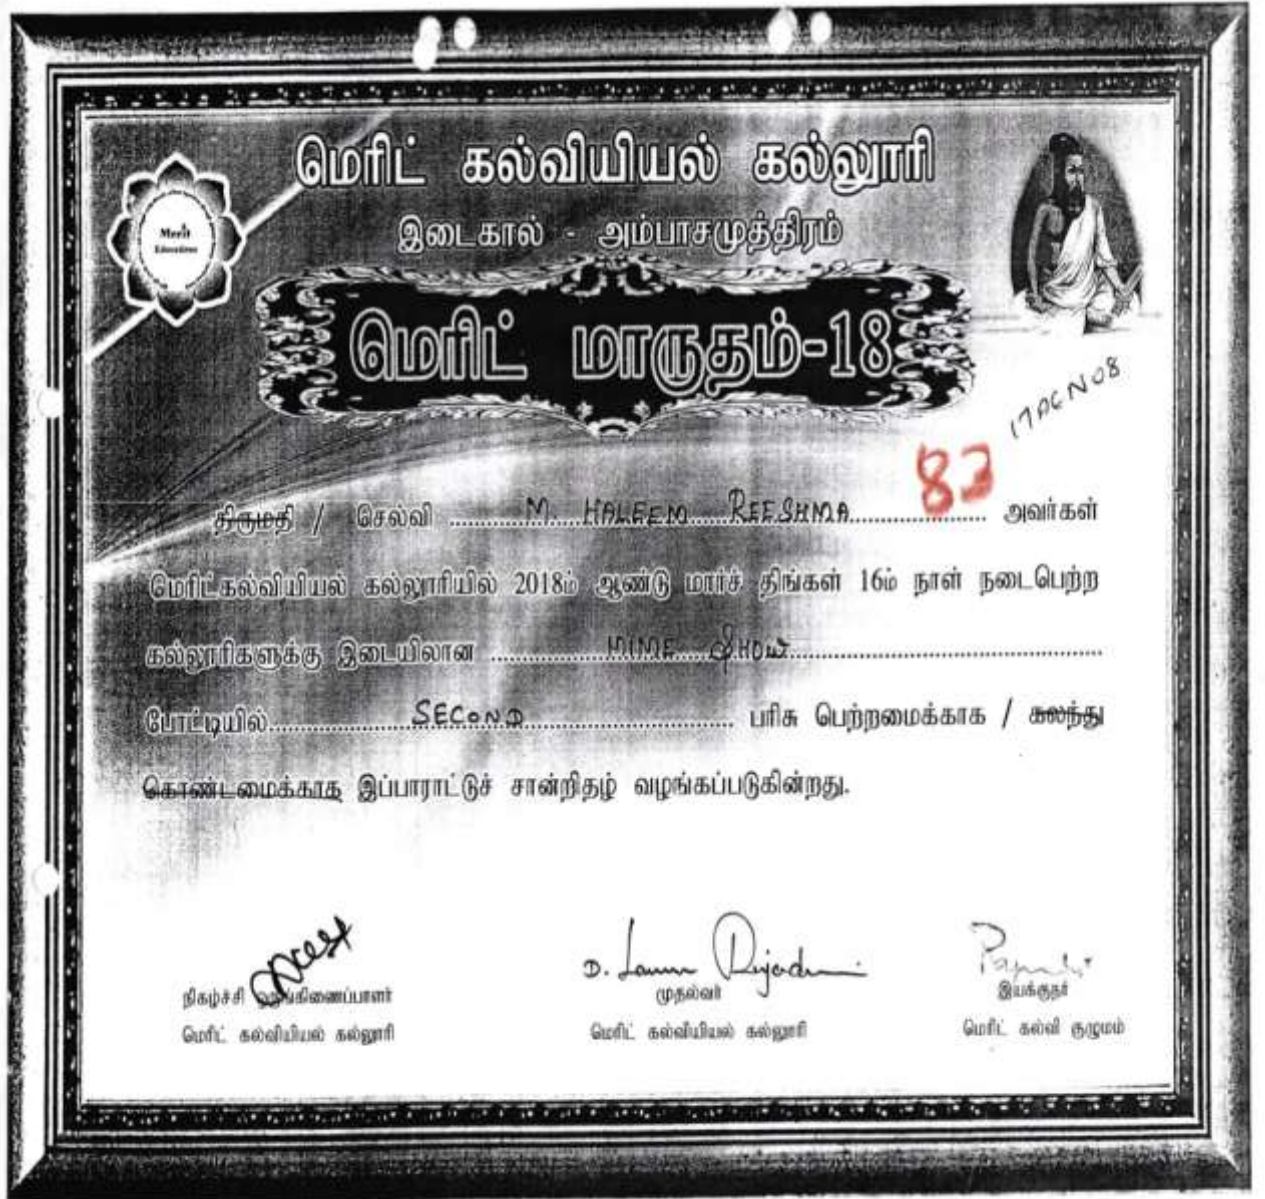 மெரிட் கல்வியியல் கல்லூரி
Merit
Educations
இடைகால் - அம்பாசமுத்திரம்
மெரிட் மாருதம்-18
17ACN08
83
திருமதி / செல்வி ........ M. HALEEM REESHMA ........ அவர்கள்
மெரிட்கல்வியியல் கல்லூரியில் 2018ம் ஆண்டு மார்ச் திங்கள் 16ம் நாள் நடைபெற்ற
கல்லூரிகளுக்கு இடையிலான ........ MIME SHOW ........
போட்டியில் ........ SECOND ........ பரிசு பெற்றமைக்காக / கலந்து
கொண்டமைக்காக இப்பாராட்டுச் சான்றிதழ் வழங்கப்படுகின்றது.
D.
நிகழ்ச்சி ஒருங்கிணைப்பாளர் முதல்வர் இயக்குநர்
மெரிட் கல்வியியல் கல்லூரி மெரிட் கல்வியியல் கல்லூரி மெரிட் கல்வி குழுமம்